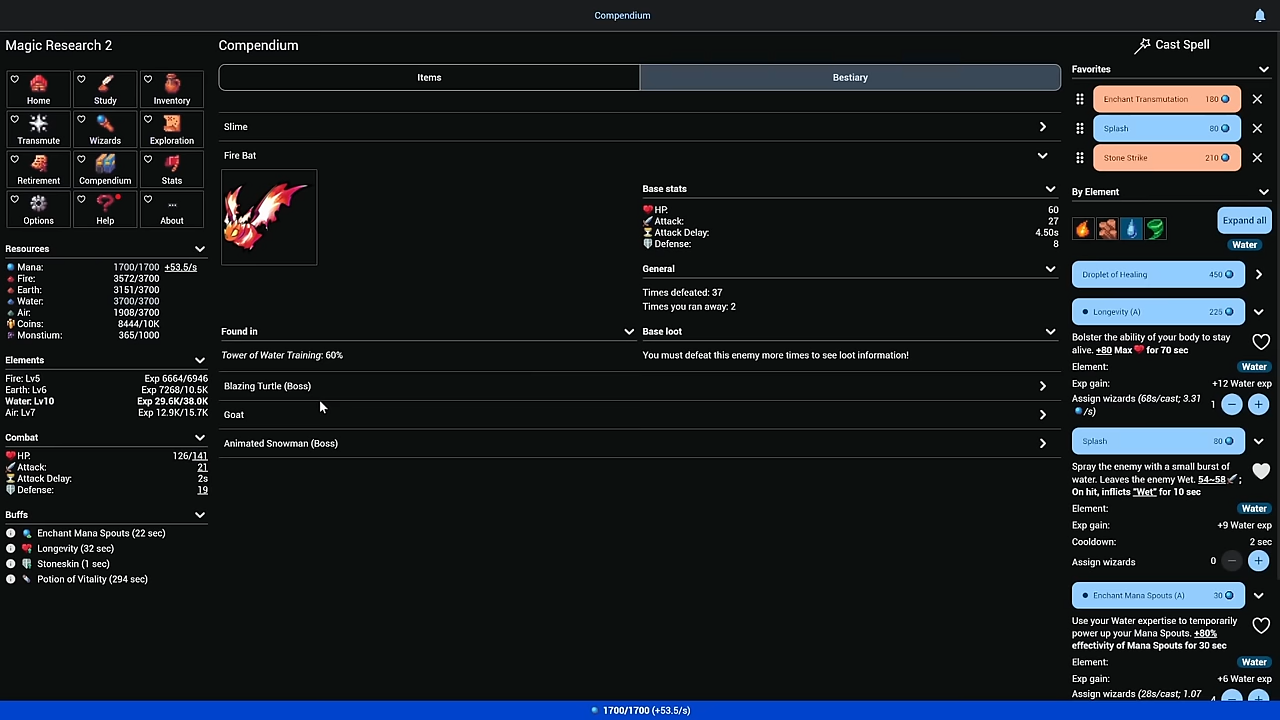 Compendium
Magic Research 2
Home
Study
Inventory
Transmute
Wizards
Exploration
Retirement
Compendium
Stats
Options
Help
About
Resources
Mana: 1700/1700 +53.5/s
Fire: 3572/3700
Earth: 3151/3700
Water: 3700/3700
Air: 1908/3700
Coins: 8444/10K
Monstium: 365/1000
Elements
Fire: Lv5 Exp 6664/6946
Earth: Lv6 Exp 7268/10.5K
Water: Lv10 Exp 29.6K/38.0K
Air: Lv7 Exp 12.9K/15.7K
Combat
HP: 126/141
Attack: 21
Attack Delay: 2s
Defense: 19
Buffs
Enchant Mana Spouts (22 sec)
Longevity (32 sec)
Stoneskin (1 sec)
Potion of Vitality (294 sec)
Compendium
Items
Bestiary
Slime
Fire Bat
Base stats
HP: 60
Attack: 27
Attack Delay: 4.50s
Defense: 8
General
Times defeated: 37
Times you ran away: 2
Found in
Tower of Water Training: 60%
Base loot
You must defeat this enemy more times to see loot information!
Blazing Turtle (Boss)
Goat
Animated Snowman (Boss)
Cast Spell
Favorites
Enchant Transmutation 180
Splash 80
Stone Strike 210
By Element
Expand all
Water
Droplet of Healing 450
Longevity (A) 225
Bolster the ability of your body to stay
alive. +80 Max for 70 sec
Element: Water
Exp gain: +12 Water exp
Assign wizards (68s/cast; 3.31 1
/s)
Splash 80
Spray the enemy with a small burst of
water. Leaves the enemy Wet. 54~58 ;
On hit, inflicts "Wet" for 10 sec
Element: Water
Exp gain: +9 Water exp
Cooldown: 2 sec
Assign wizards 0
Enchant Mana Spouts (A) 30
Use your Water expertise to temporarily
power up your Mana Spouts. +80%
effectivity of Mana Spouts for 30 sec
Element: Water
Exp gain: +6 Water exp
Assign wizards (28s/cast; 1.07 4
1700/1700 (+53.5/s)